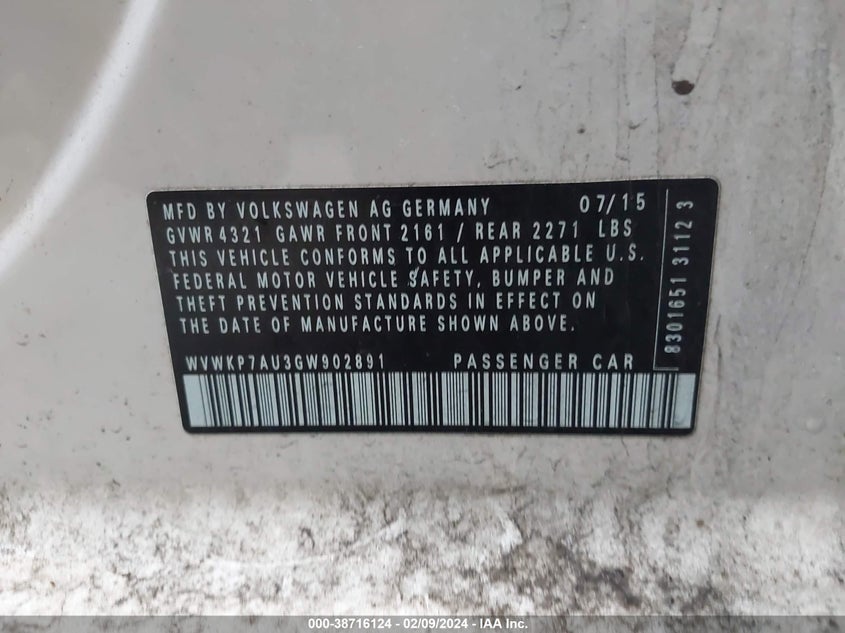 MFD BY VOLKSWAGEN AG GERMANY 07/15
GVWR 4321 GAWR FRONT 2161 / REAR 2271 LBS
THIS VEHICLE CONFORMS TO ALL APPLICABLE U.S.
FEDERAL MOTOR VEHICLE SAFETY, BUMPER AND
THEFT PREVENTION STANDARDS IN EFFECT ON
THE DATE OF MANUFACTURE SHOWN ABOVE.
WVWKP7AU3GW902891 PASSENGER CAR
8301651 3112 3
000-38716124 - 02/09/2024 - IAA Inc.